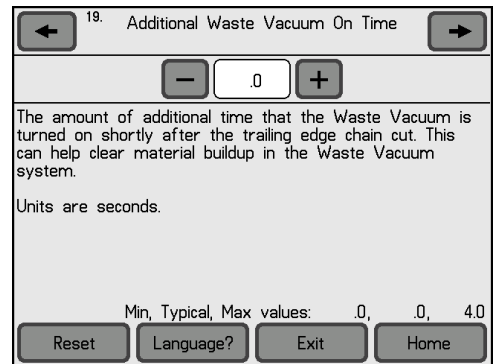 19. Additional Waste Vacuum On Time
− .0 +
The amount of additional time that the Waste Vacuum is
turned on shortly after the trailing edge chain cut. This
can help clear material buildup in the Waste Vacuum
system.
Units are seconds.
Min, Typical, Max values: .0, .0, 4.0
Reset Language? Exit Home